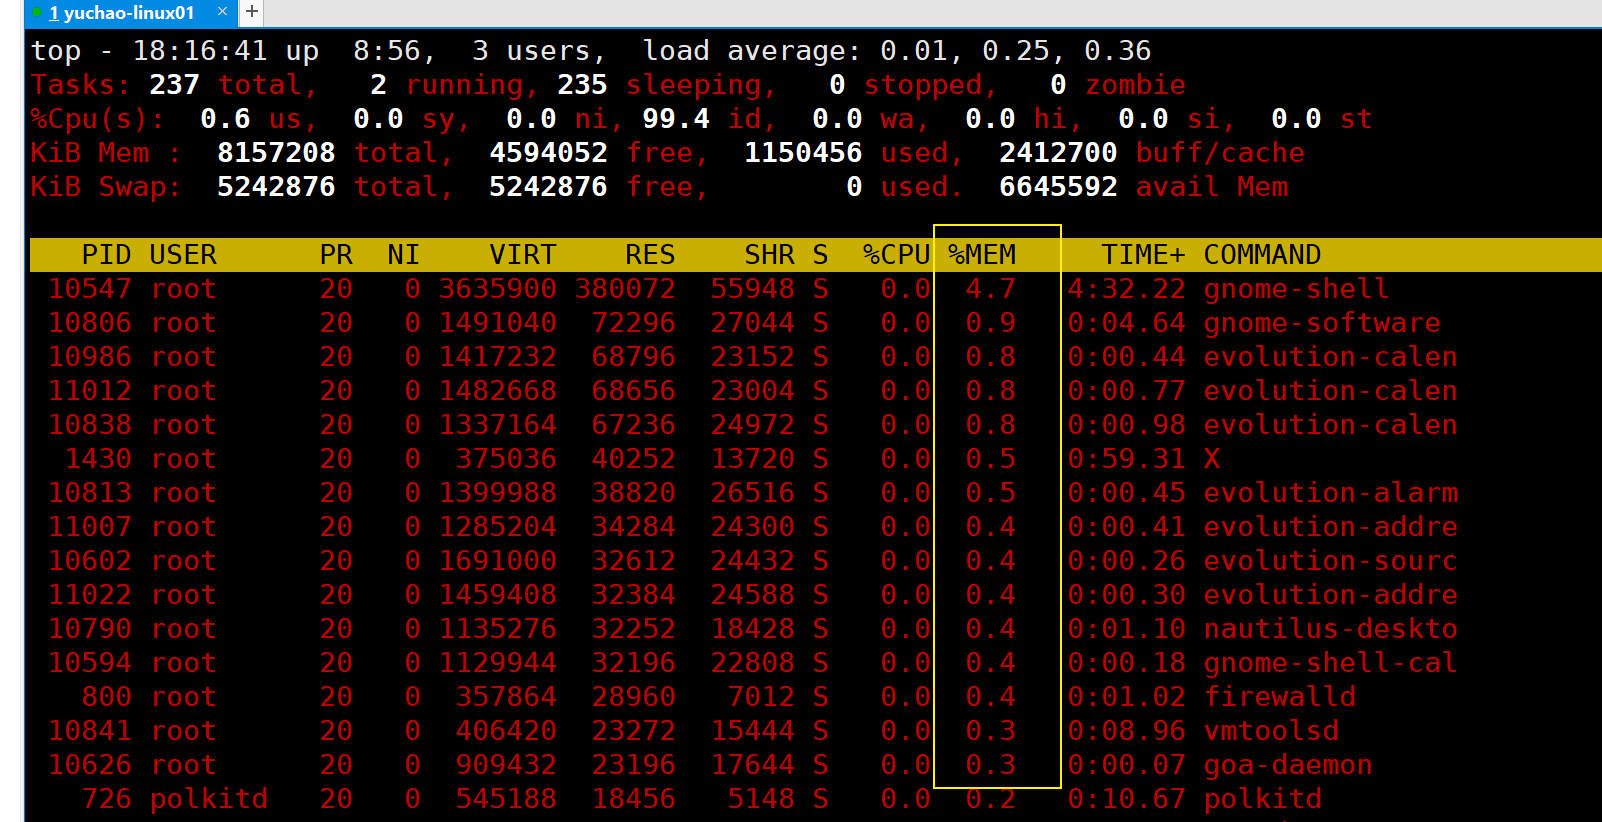 1 yuchao-linux01 × +
top - 18:16:41 up  8:56,  3 users,  load average: 0.01, 0.25, 0.36
Tasks: 237 total,   2 running, 235 sleeping,   0 stopped,   0 zombie
%Cpu(s):  0.6 us,  0.0 sy,  0.0 ni, 99.4 id,  0.0 wa,  0.0 hi,  0.0 si,  0.0 st
KiB Mem :  8157208 total,  4594052 free,  1150456 used,  2412700 buff/cache
KiB Swap:  5242876 total,  5242876 free,        0 used.  6645592 avail Mem
PID USER      PR  NI    VIRT    RES    SHR S  %CPU %MEM     TIME+ COMMAND
10547 root      20   0 3635900 380072  55948 S   0.0  4.7   4:32.22 gnome-shell
10806 root      20   0 1491040  72296  27044 S   0.0  0.9   0:04.64 gnome-software
10986 root      20   0 1417232  68796  23152 S   0.0  0.8   0:00.44 evolution-calen
11012 root      20   0 1482668  68656  23004 S   0.0  0.8   0:00.77 evolution-calen
10838 root      20   0 1337164  67236  24972 S   0.0  0.8   0:00.98 evolution-calen
1430 root      20   0  375036  40252  13720 S   0.0  0.5   0:59.31 X
10813 root      20   0 1399988  38820  26516 S   0.0  0.5   0:00.45 evolution-alarm
11007 root      20   0 1285204  34284  24300 S   0.0  0.4   0:00.41 evolution-addre
10602 root      20   0 1691000  32612  24432 S   0.0  0.4   0:00.26 evolution-sourc
11022 root      20   0 1459408  32384  24588 S   0.0  0.4   0:00.30 evolution-addre
10790 root      20   0 1135276  32252  18428 S   0.0  0.4   0:01.10 nautilus-deskto
10594 root      20   0 1129944  32196  22808 S   0.0  0.4   0:00.18 gnome-shell-cal
800 root      20   0  357864  28960   7012 S   0.0  0.4   0:01.02 firewalld
10841 root      20   0  406420  23272  15444 S   0.0  0.3   0:08.96 vmtoolsd
10626 root      20   0  909432  23196  17644 S   0.0  0.3   0:00.07 goa-daemon
726 polkitd   20   0  545188  18456   5148 S   0.0  0.2   0:10.67 polkitd